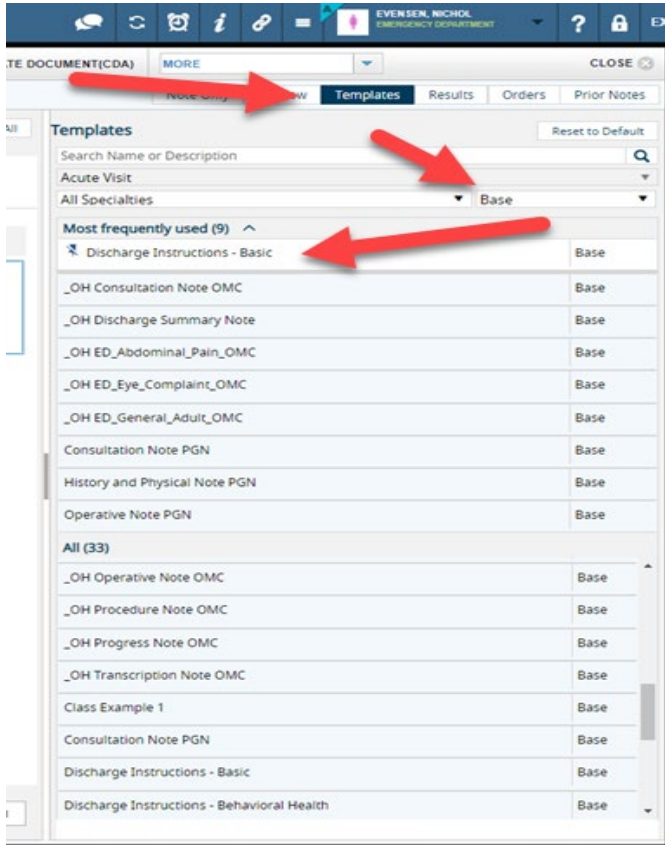 EVENSEN, NICHOL
EMERGENCY DEPARTMENT
? 
TE DOCUMENT(CDA) MORE CLOSE
Templates Results Orders Prior Notes
All
Templates Reset to Default
Search Name or Description
Acute Visit
All Specialties Base
Most frequently used (9)
Discharge Instructions - Basic Base
_OH Consultation Note OMC Base
_OH Discharge Summary Note Base
_OH ED_Abdominal_Pain_OMC Base
_OH ED_Eye_Complaint_OMC Base
_OH ED_General_Adult_OMC Base
Consultation Note PGN Base
History and Physical Note PGN Base
Operative Note PGN Base
All (33)
_OH Operative Note OMC Base
_OH Procedure Note OMC Base
_OH Progress Note OMC Base
_OH Transcription Note OMC Base
Class Example 1 Base
Consultation Note PGN Base
Discharge Instructions - Basic Base
Discharge Instructions - Behavioral Health Base